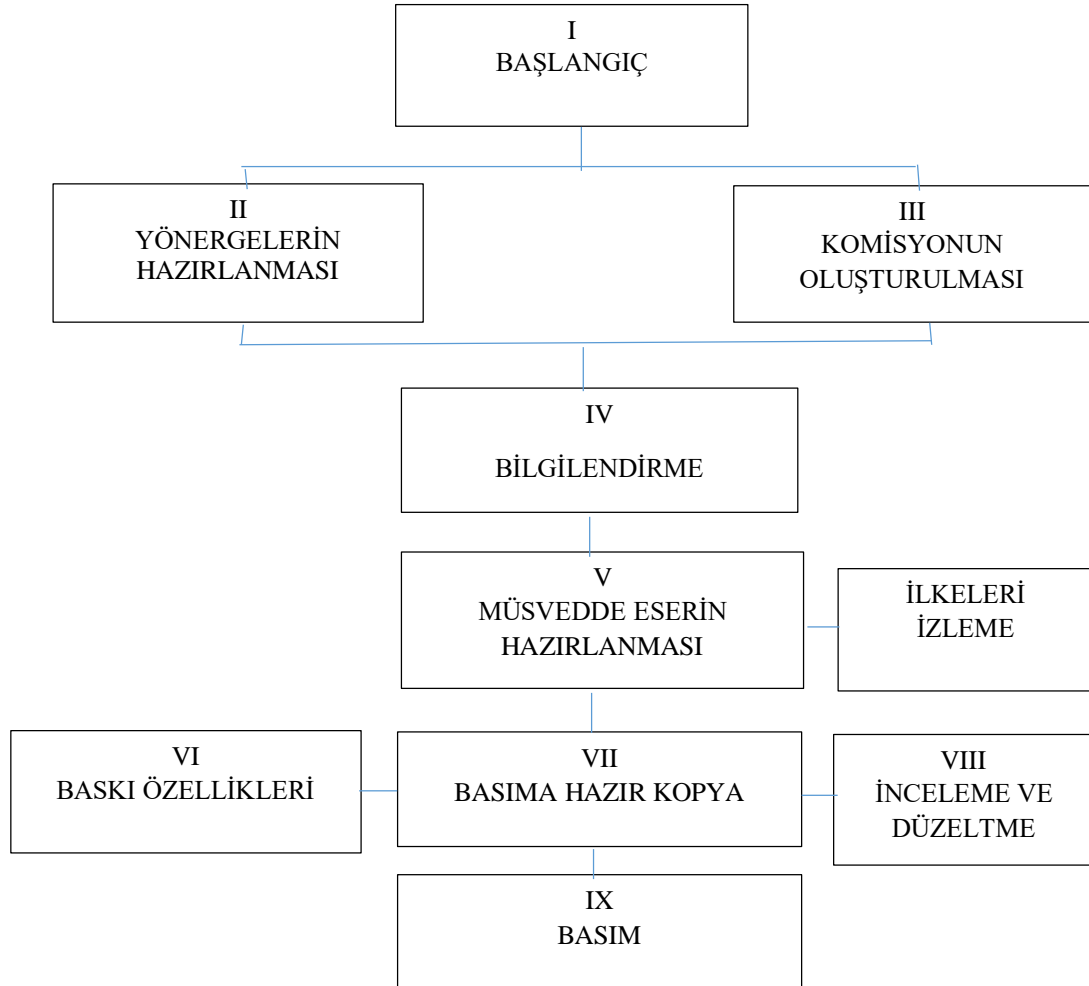 I
BAŞLANGIÇ
II
YÖNERGELERİN
HAZIRLANMASI
III
KOMİSYONUN
OLUŞTURULMASI
IV
BİLGİLENDİRME
V
MÜSVEDDE ESERİN
HAZIRLANMASI
İLKELERİ
İZLEME
VI
BASKI ÖZELLİKLERİ
VII
BASIMA HAZIR KOPYA
VIII
İNCELEME VE
DÜZELTME
IX
BASIM